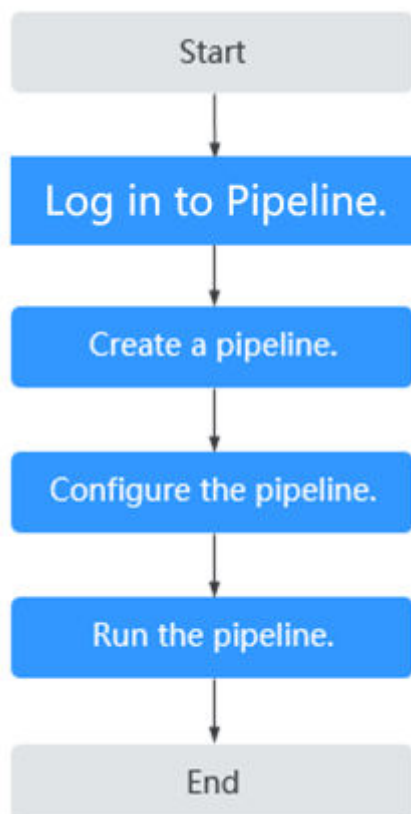 Start
Log in to Pipeline.
Create a pipeline.
Configure the pipeline.
Run the pipeline.
End